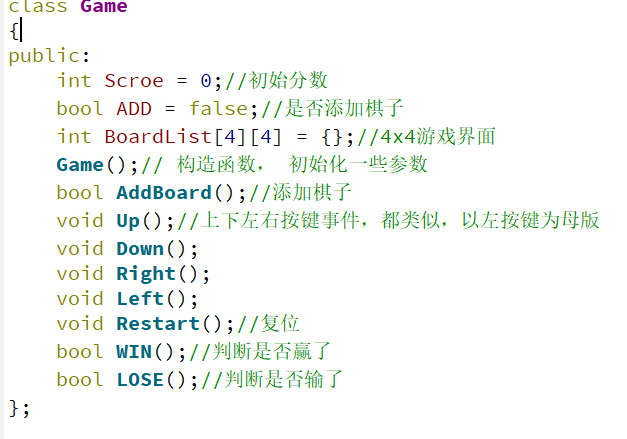 class Game
{
public:
    int Scroe = 0;//初始分数
    bool ADD = false;//是否添加棋子
    int BoardList[4][4] = {};//4x4游戏界面
    Game();// 构造函数， 初始化一些参数
    bool AddBoard();//添加棋子
    void Up();//上下左右按键事件，都类似，以左按键为母版
    void Down();
    void Right();
    void Left();
    void Restart();//复位
    bool WIN();//判断是否赢了
    bool LOSE();//判断是否输了
};